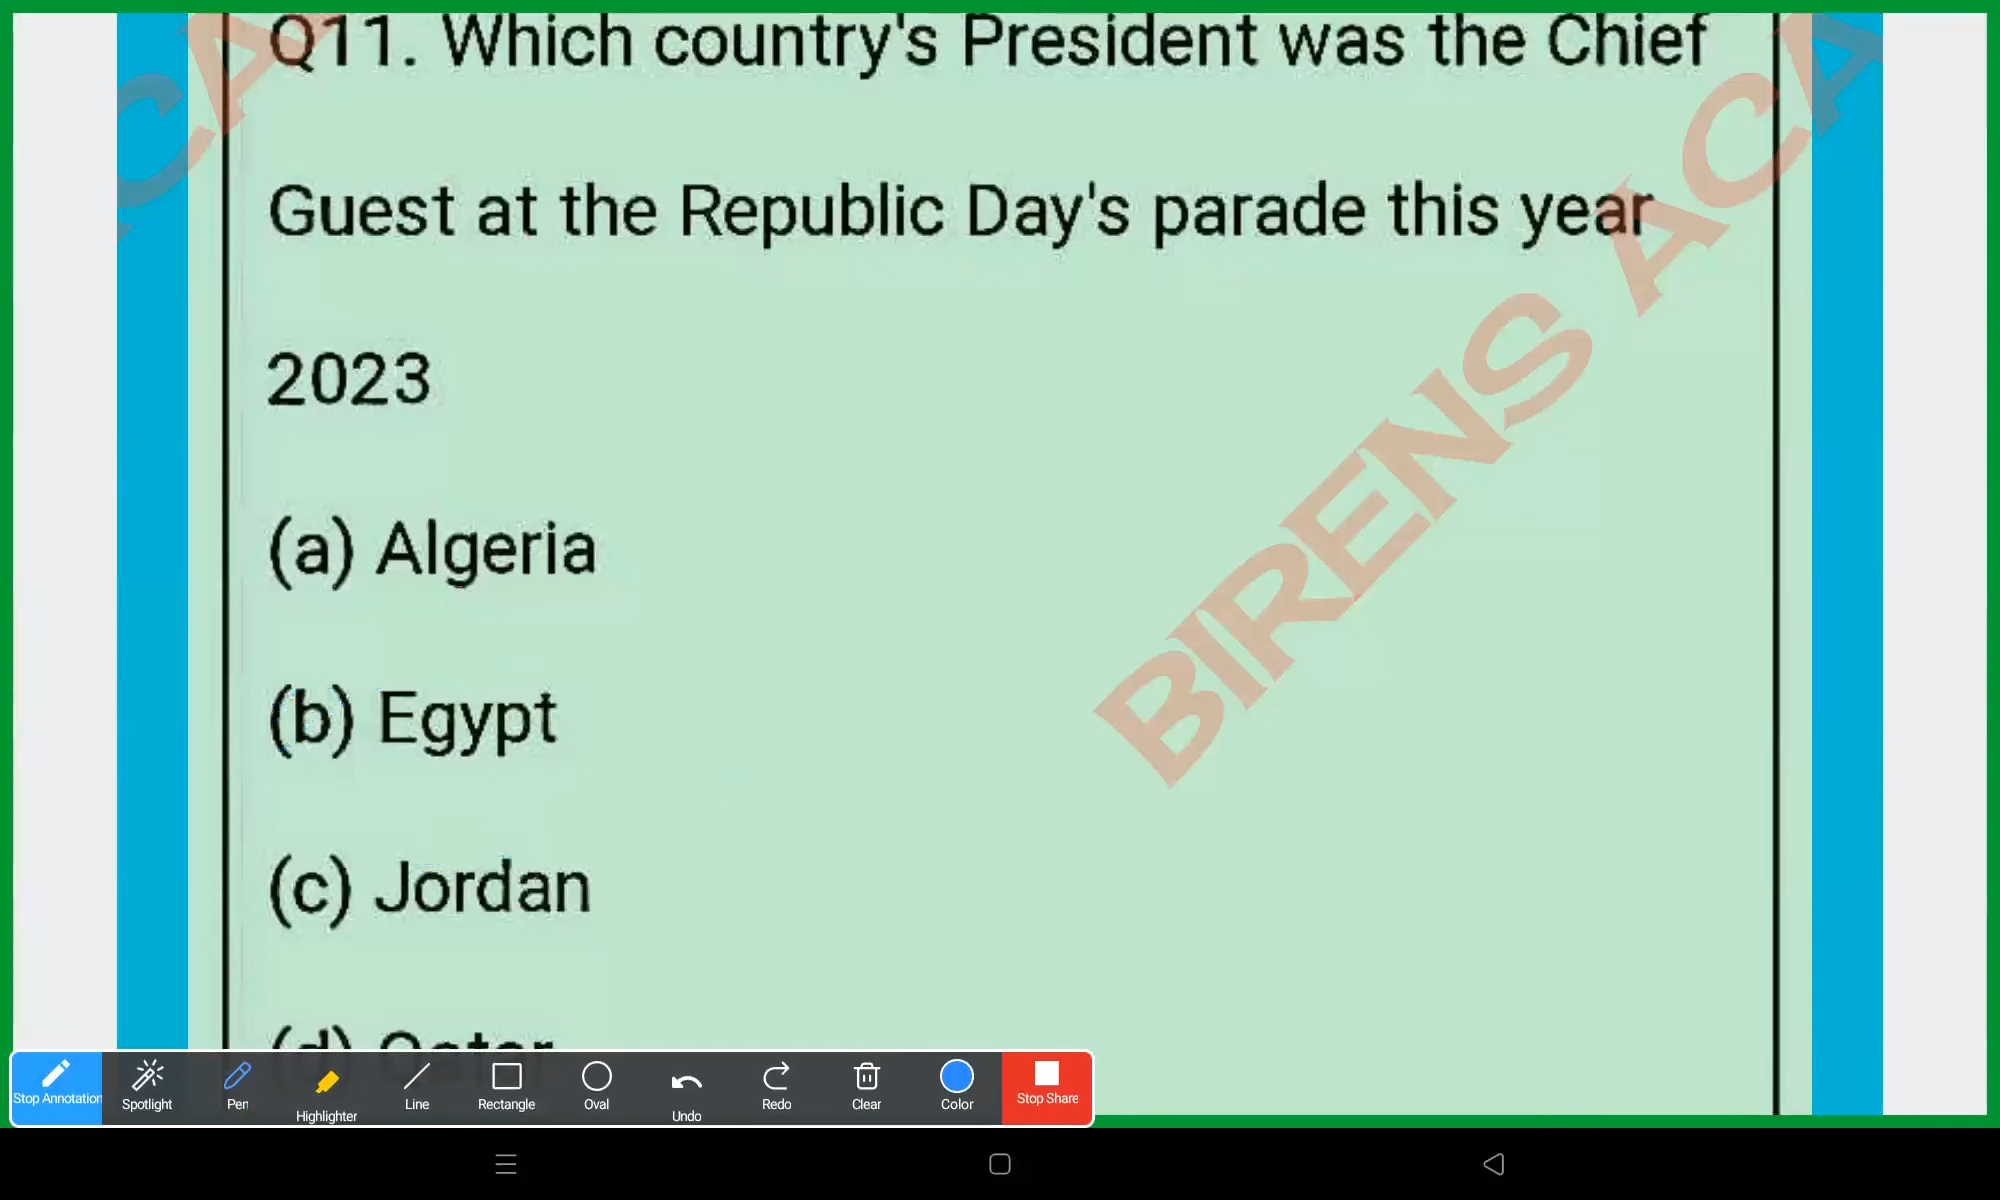 Q11. Which country's President was the Chief
Guest at the Republic Day's parade this year
2023
(a) Algeria
(b) Egypt
(c) Jordan
(d) Qatar
BIRENS ACA
CA
Stop Annotation
Spotlight
Pen
Highlighter
Line
Rectangle
Oval
Undo
Redo
Clear
Color
Stop Share